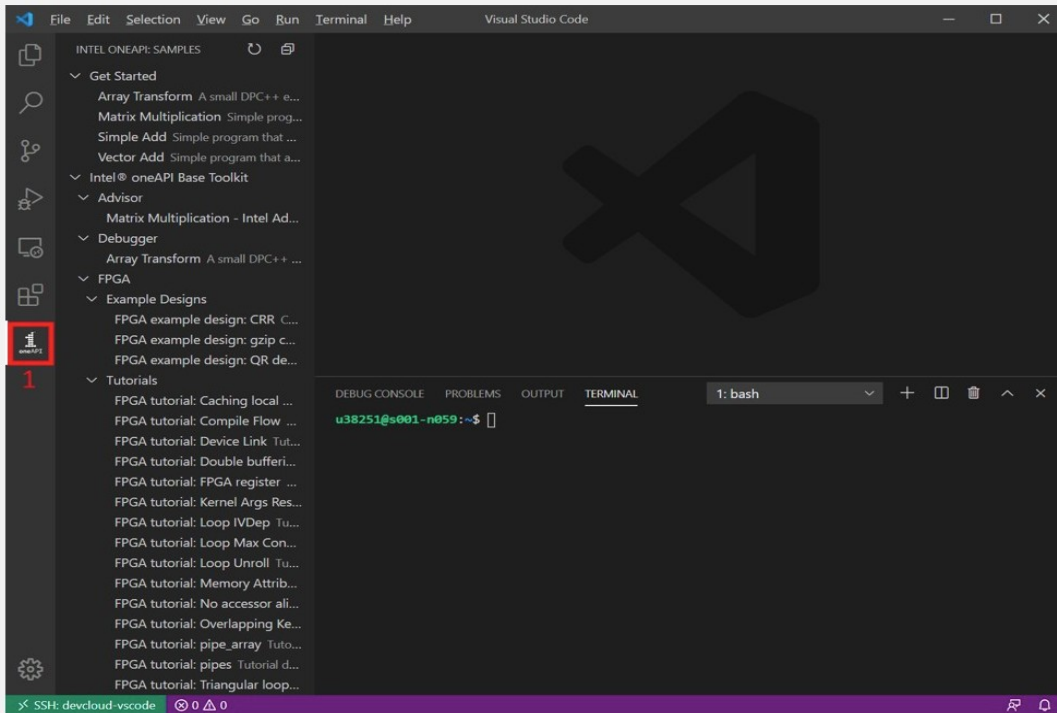 File Edit Selection View Go Run Terminal Help Visual Studio Code
INTEL ONEAPI: SAMPLES
Get Started
Array Transform A small DPC++ e...
Matrix Multiplication Simple prog...
Simple Add Simple program that ...
Vector Add Simple program that a...
Intel® oneAPI Base Toolkit
Advisor
Matrix Multiplication - Intel Ad...
Debugger
Array Transform A small DPC++ ...
FPGA
Example Designs
FPGA example design: CRR C...
FPGA example design: gzip c...
FPGA example design: QR de...
Tutorials
FPGA tutorial: Caching local ...
FPGA tutorial: Compile Flow ...
FPGA tutorial: Device Link Tut...
FPGA tutorial: Double bufferi...
FPGA tutorial: FPGA register ...
FPGA tutorial: Kernel Args Res...
FPGA tutorial: Loop IVDep Tu...
FPGA tutorial: Loop Max Con...
FPGA tutorial: Loop Unroll Tu...
FPGA tutorial: Memory Attrib...
FPGA tutorial: No accessor ali...
FPGA tutorial: Overlapping Ke...
FPGA tutorial: pipe_array Tuto...
FPGA tutorial: pipes Tutorial d...
FPGA tutorial: Triangular loop...
oneAPI
1
DEBUG CONSOLE PROBLEMS OUTPUT TERMINAL 1: bash
u38251@s001-n059:~$
SSH: devcloud-vscode 0 0